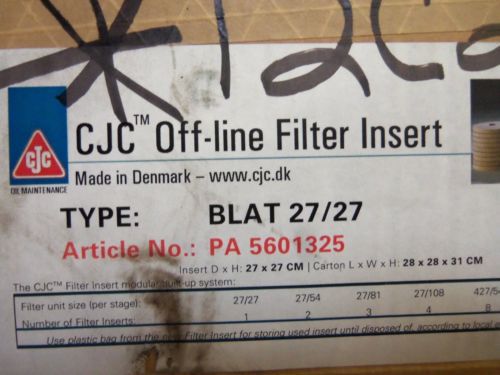 CJC™ Off-line Filter Insert
CJC
OIL MAINTENANCE
Made in Denmark – www.cjc.dk
TYPE: BLAT 27/27
Article No.: PA 5601325
Insert D x H: 27 x 27 CM | Carton L x W x H: 28 x 28 x 31 CM
The CJC™ Filter Insert modular built-up system:
Filter unit size (per stage): 27/27 27/54 27/81 27/108
Number of Filter Inserts: 1 2 3 4 8
Use plastic bag from the new Filter Insert for storing used insert until disposed of, according to local